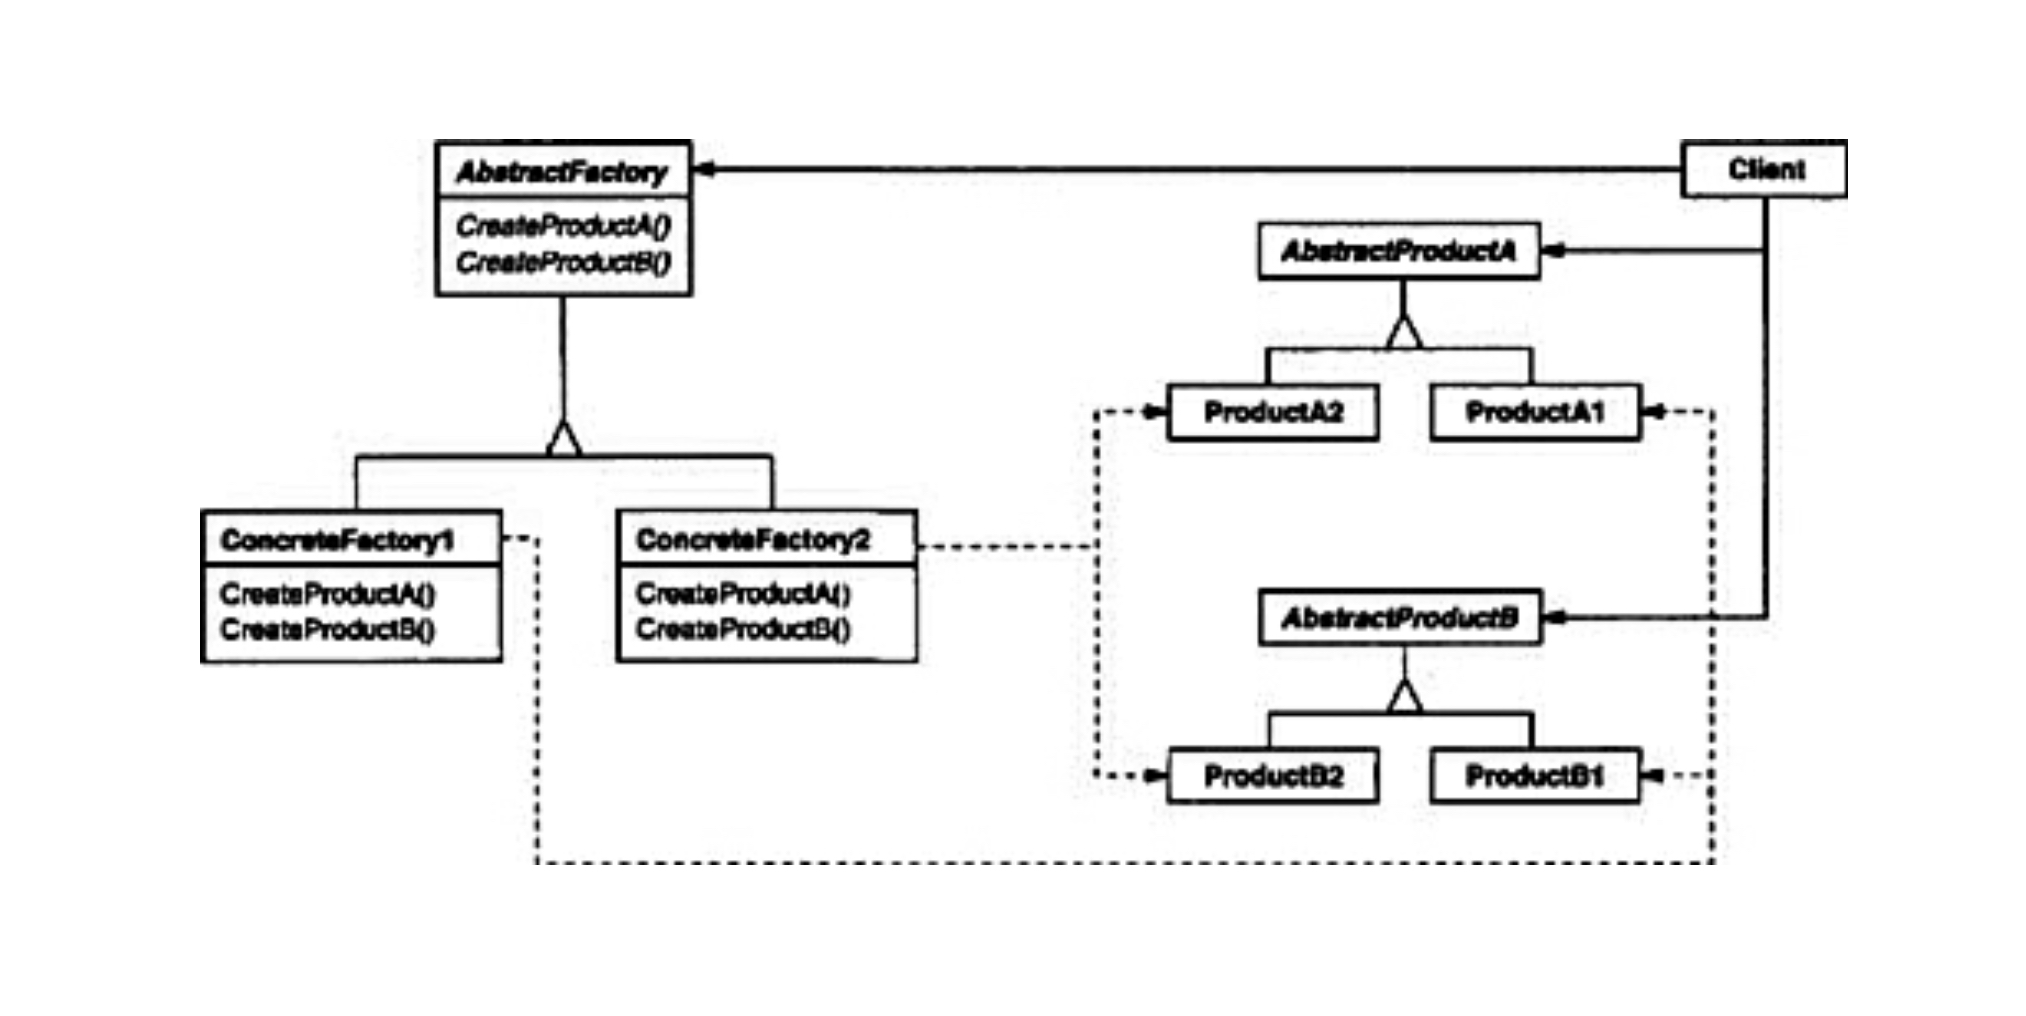 AbstractFactory
CreateProductA()
CreateProductB()
Client
AbstractProductA
ProductA2
ProductA1
ConcreteFactory1
CreateProductA()
CreateProductB()
ConcreteFactory2
CreateProductA()
CreateProductB()
AbstractProductB
ProductB2
ProductB1